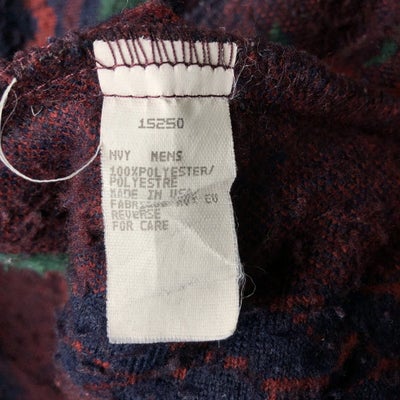 15250
NVY MENS
100%POLYESTER/
POLYESTRE
MADE IN USA/
REVERSE
FOR CARE